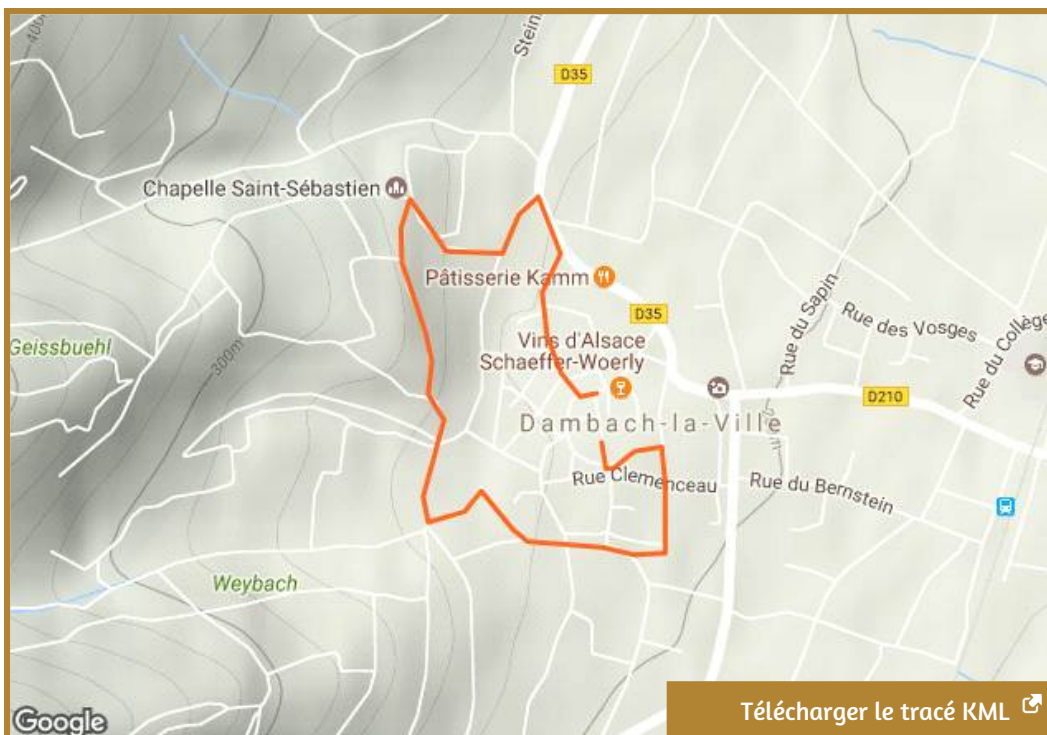 400
Stein
D35
Chapelle Saint-Sébastien
Pâtisserie Kamm
D35
Rue du Sapin
Rue des Vosges
Rue du Collège
Geissbuehl
300m
Vins d'Alsace
Schaeffer-Woerly
D210
Dambach-la-Ville
Rue Clemenceau
Rue du Bernstein
Weybach
Google
Télécharger le tracé KML